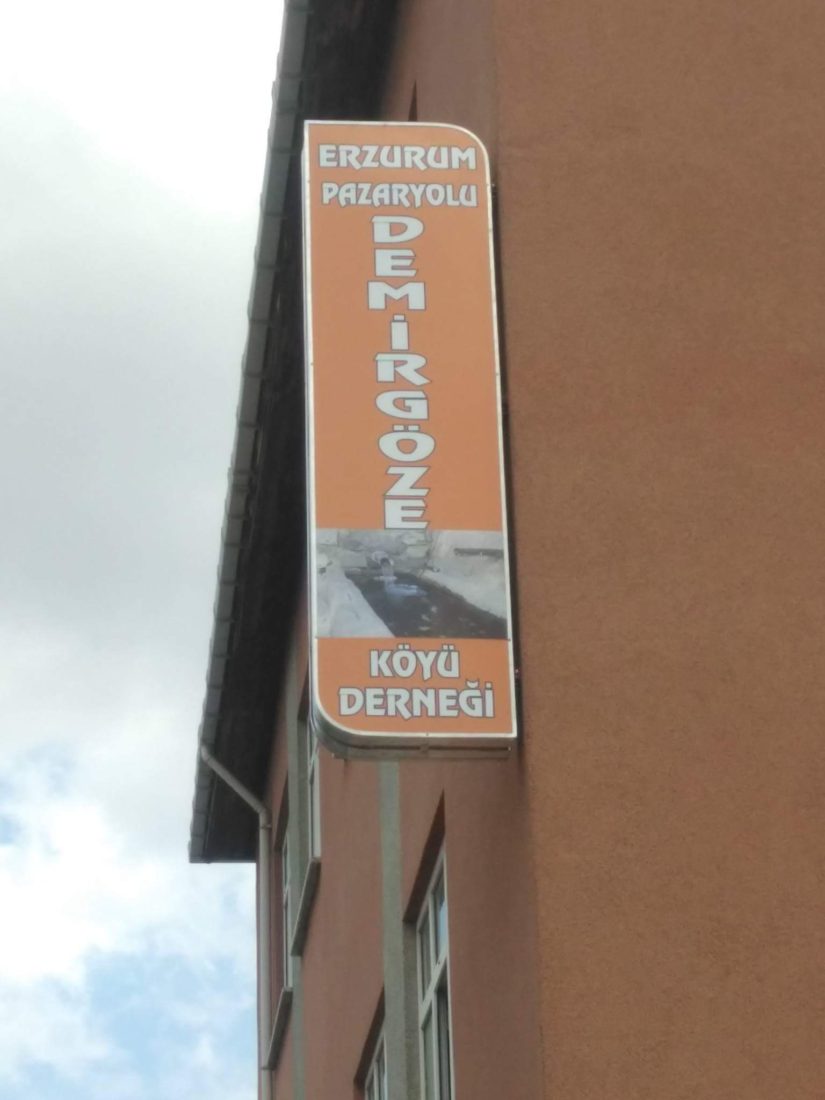 ERZURUM
PAZARYOLU
DEMİRGÖZE
KÖYÜ
DERNEĞİ